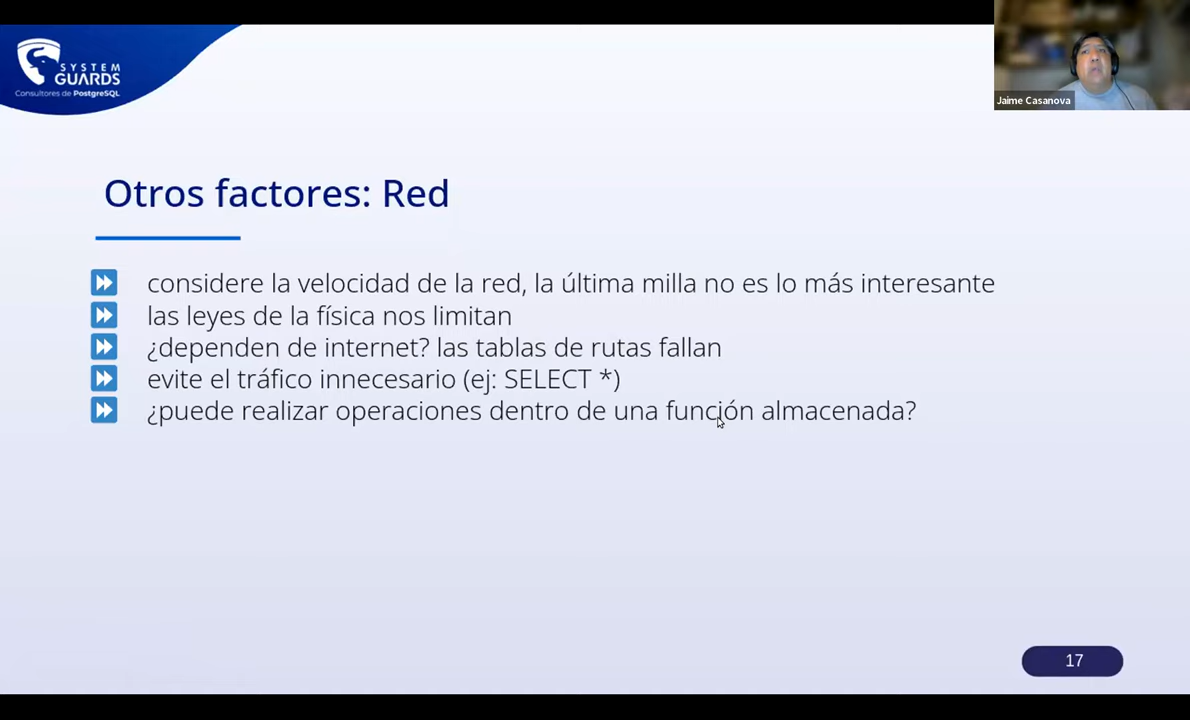 SYSTEM
GUARDS
Consultores de PostgreSQL
Jaime Casanova
Otros factores: Red
considere la velocidad de la red, la última milla no es lo más interesante
las leyes de la física nos limitan
¿dependen de internet? las tablas de rutas fallan
evite el tráfico innecesario (ej: SELECT *)
¿puede realizar operaciones dentro de una función almacenada?
17